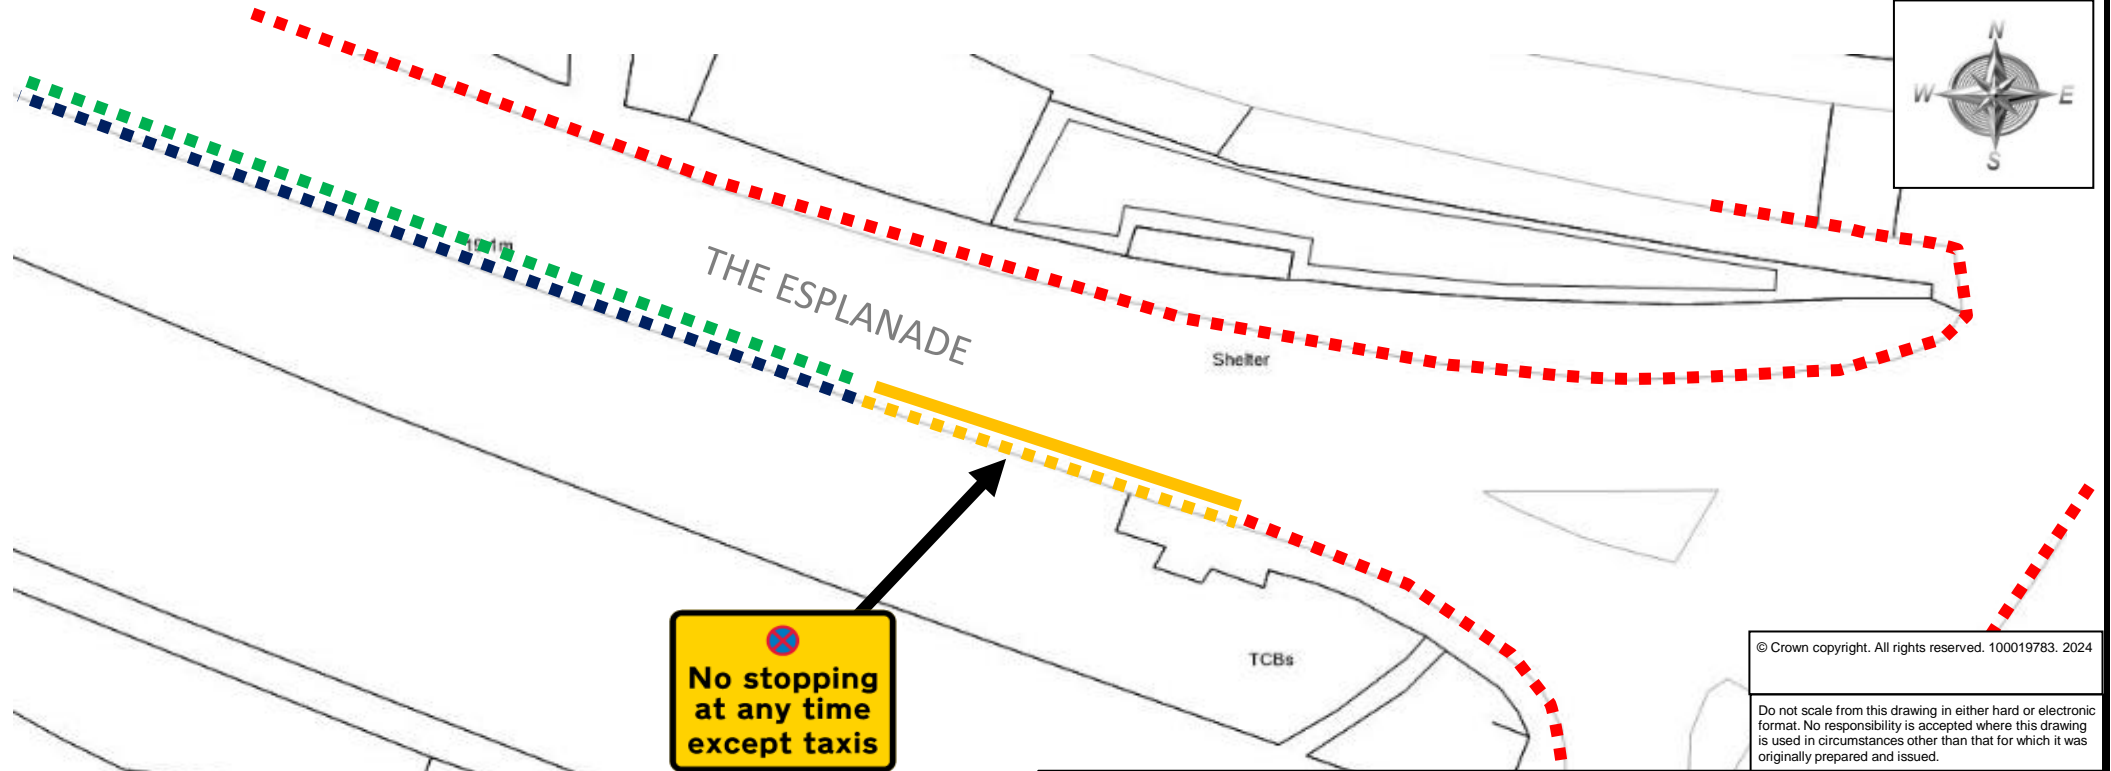 N
W E
S
THE ESPLANADE
Shelter
TCBs
No stopping
at any time
except taxis
© Crown copyright. All rights reserved. 100019783. 2024
Do not scale from this drawing in either hard or electronic
format. No responsibility is accepted where this drawing
is used in circumstances other than that for which it was
originally prepared and issued.